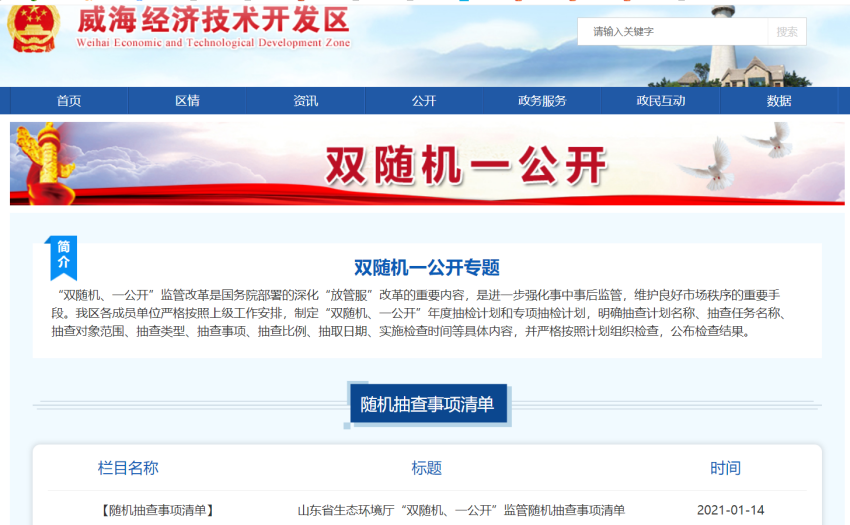 威海经济技术开发区
Weihai Economic and Technological Development Zone
请输入关键字 搜索
首页 区情 资讯 公开 政务服务 政民互动 数据
双随机一公开
简介
双随机一公开专题
“双随机、一公开”监管改革是国务院部署的深化“放管服”改革的重要内容，是进一步强化事中事后监管，维护良好市场秩序的重要手
段。我区各成员单位严格按照上级工作安排，制定“双随机、一公开”年度抽检计划和专项抽检计划，明确抽查计划名称、抽查任务名称、
抽查对象范围、抽查类型、抽查事项、抽查比例、抽取日期、实施检查时间等具体内容，并严格按照计划组织检查，公布检查结果。
随机抽查事项清单
栏目名称 标题 时间
【随机抽查事项清单】 山东省生态环境厅“双随机、一公开”监管随机抽查事项清单 2021-01-14